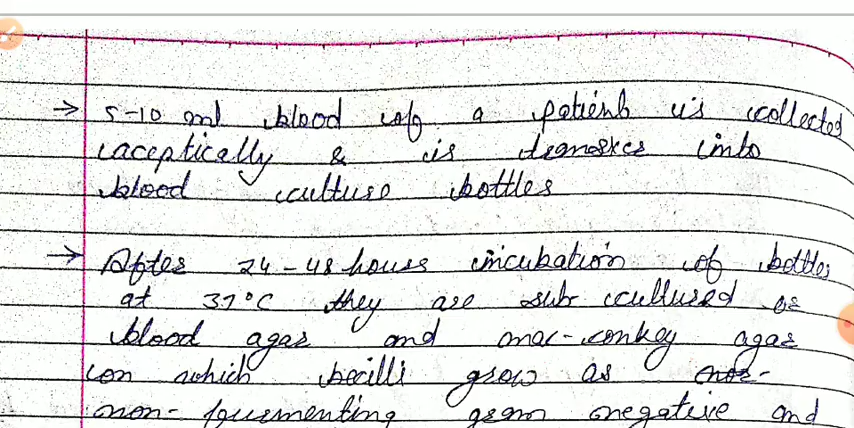 → 5-10 ml blood of a patient is collected
aceptically & is into
blood culture bottles
→ After 24-48 hours incubation of bottles
at 37°C they are sub cultured on
blood agar and mac-conkey agar
on which bacilli grow as
non-fermenting gram negative and